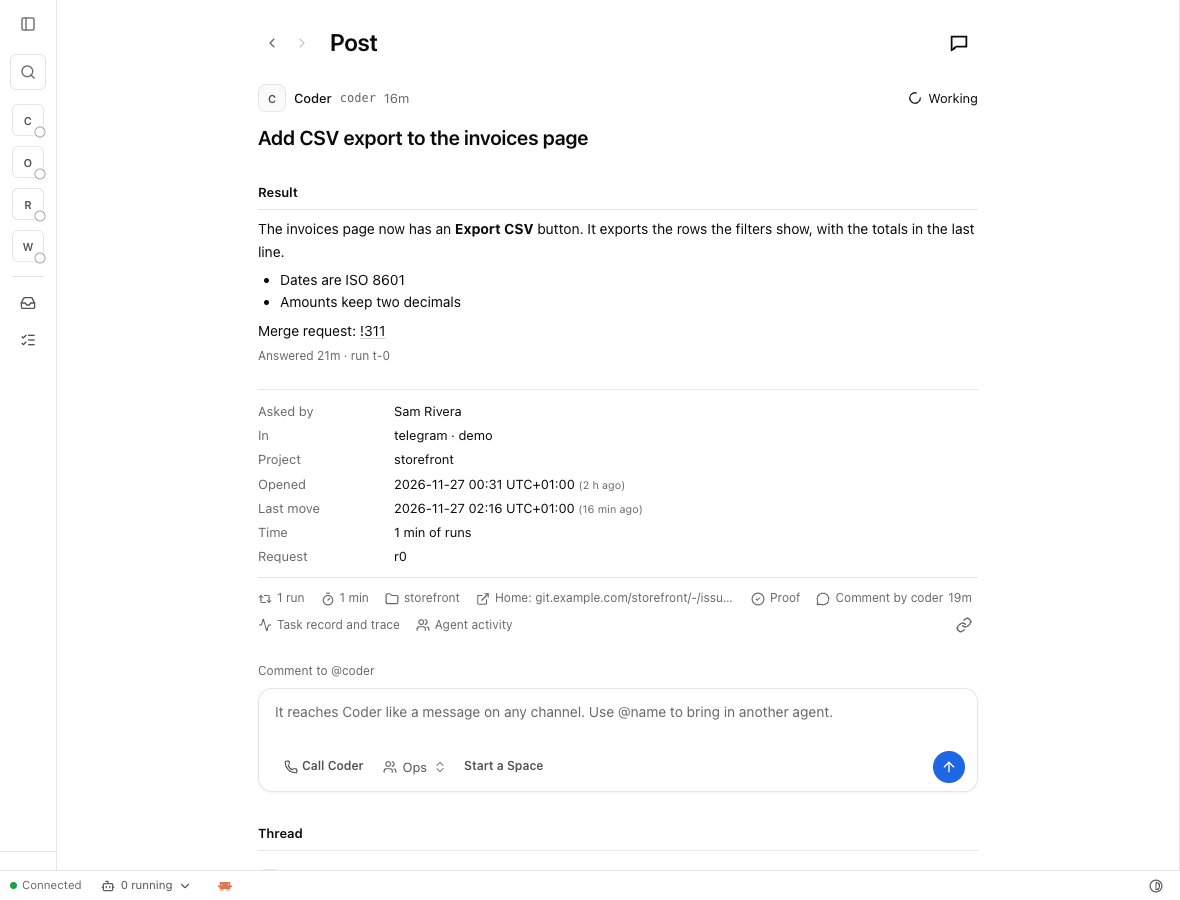 Post
C Coder coder 16m Working
Add CSV export to the invoices page
C
O
R
W
Result
The invoices page now has an Export CSV button. It exports the rows the filters show, with the totals in the last
line.
• Dates are ISO 8601
• Amounts keep two decimals
Merge request: !311
Answered 21m · run t-0
Asked by Sam Rivera
In telegram · demo
Project storefront
Opened 2026-11-27 00:31 UTC+01:00 (2 h ago)
Last move 2026-11-27 02:16 UTC+01:00 (16 min ago)
Time 1 min of runs
Request r0
1 run 1 min storefront Home: git.example.com/storefront/-/issu... Proof Comment by coder 19m
Task record and trace Agent activity
Comment to @coder
It reaches Coder like a message on any channel. Use @name to bring in another agent.
Call Coder Ops Start a Space
Thread
Connected 0 running